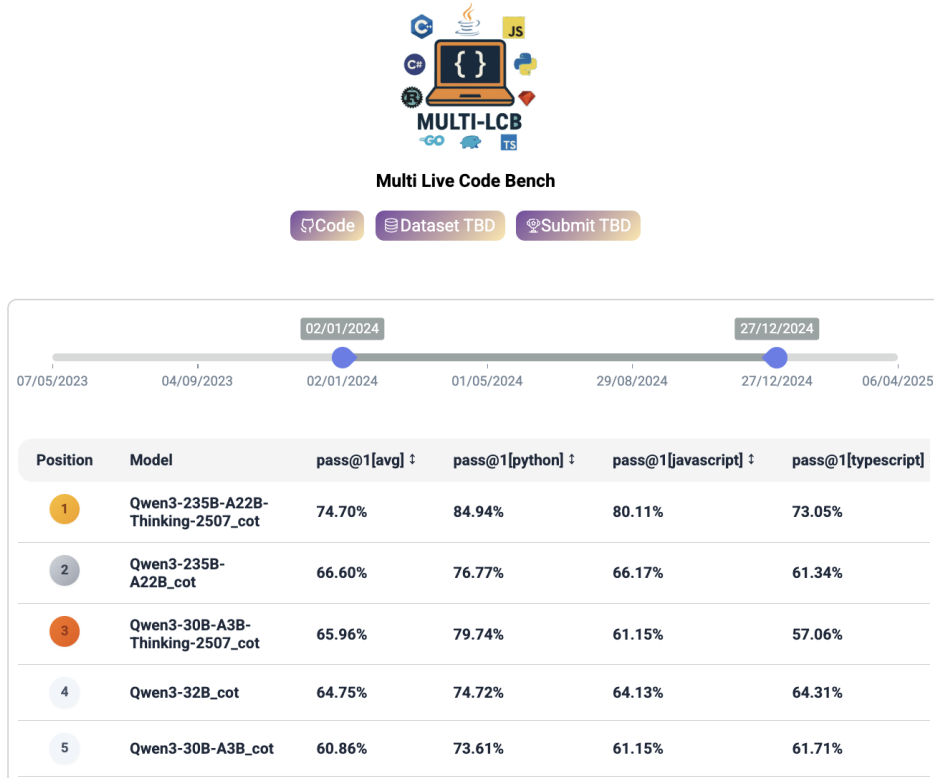 C
JS
C#
{ }
R
MULTI-LCB
GO
TS
Multi Live Code Bench
Code
Dataset TBD
Submit TBD
02/01/2024 27/12/2024
07/05/2023 04/09/2023 02/01/2024 01/05/2024 29/08/2024 27/12/2024 06/04/2025
Position Model pass@1[avg] ↕ pass@1[python] ↕ pass@1[javascript] ↕ pass@1[typescript]
1 Qwen3-235B-A22B-
Thinking-2507_cot 74.70% 84.94% 80.11% 73.05%
2 Qwen3-235B-
A22B_cot 66.60% 76.77% 66.17% 61.34%
3 Qwen3-30B-A3B-
Thinking-2507_cot 65.96% 79.74% 61.15% 57.06%
4 Qwen3-32B_cot 64.75% 74.72% 64.13% 64.31%
5 Qwen3-30B-A3B_cot 60.86% 73.61% 61.15% 61.71%